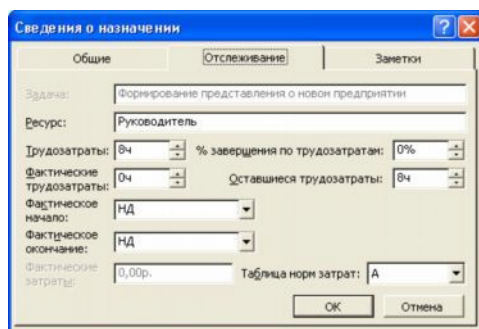 Сведения о назначении
Общие Отслеживание Заметки
Задача: Формирование представления о новом предприятии
Ресурс: Руководитель
Трудозатраты: 8ч % завершения по трудозатратам: 0%
Фактические трудозатраты: 0ч Оставшиеся трудозатраты: 8ч
Фактическое начало: НД
Фактическое окончание: НД
Фактические затраты: 0,00р. Таблица норм затрат: A
ОК Отмена